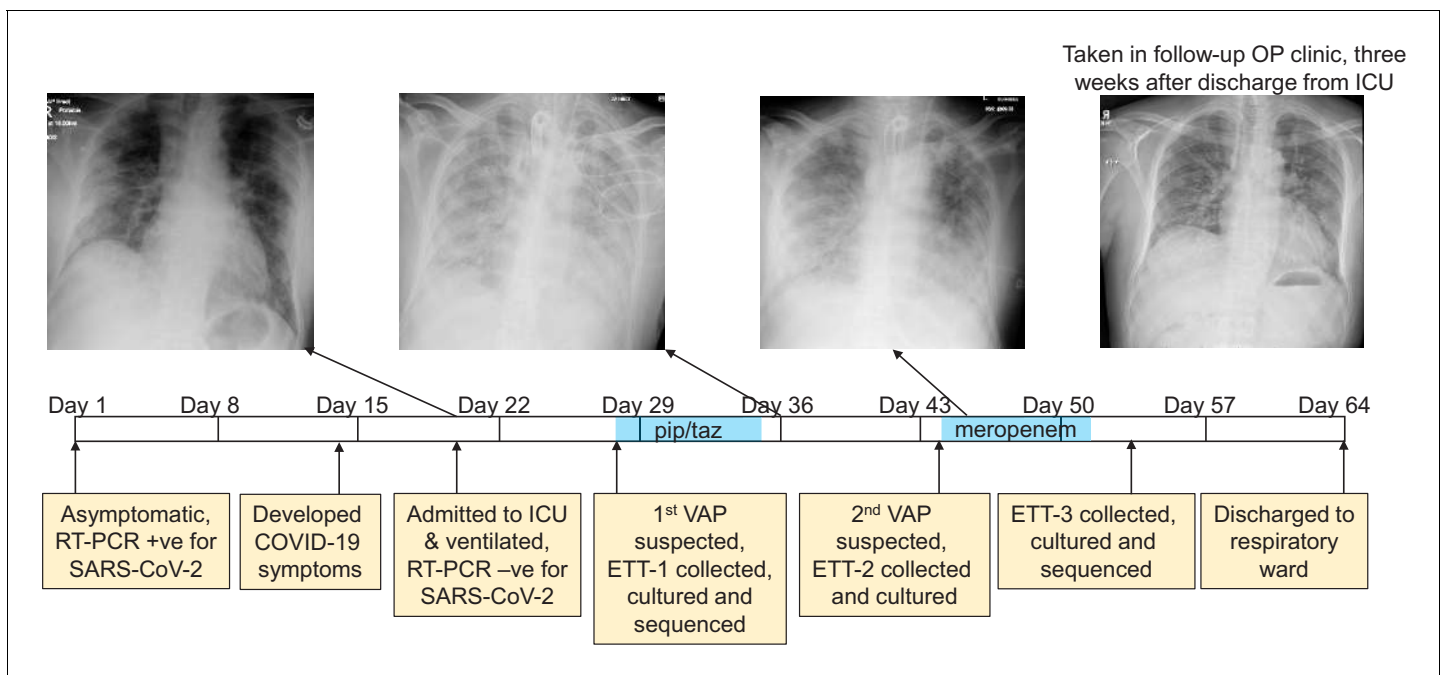 Taken in follow-up OP clinic, three
weeks after discharge from ICU
R Portable
Day 1 Day 8 Day 15 Day 22 Day 29 Day 36 Day 43 Day 50 Day 57 Day 64
pip/taz meropenem
Asymptomatic,
RT-PCR +ve for
SARS-CoV-2
Developed
COVID-19
symptoms
Admitted to ICU
& ventilated,
RT-PCR –ve for
SARS-CoV-2
1st VAP
suspected,
ETT-1 collected,
cultured and
sequenced
2nd VAP
suspected,
ETT-2 collected
and cultured
ETT-3 collected,
cultured and
sequenced
Discharged to
respiratory
ward